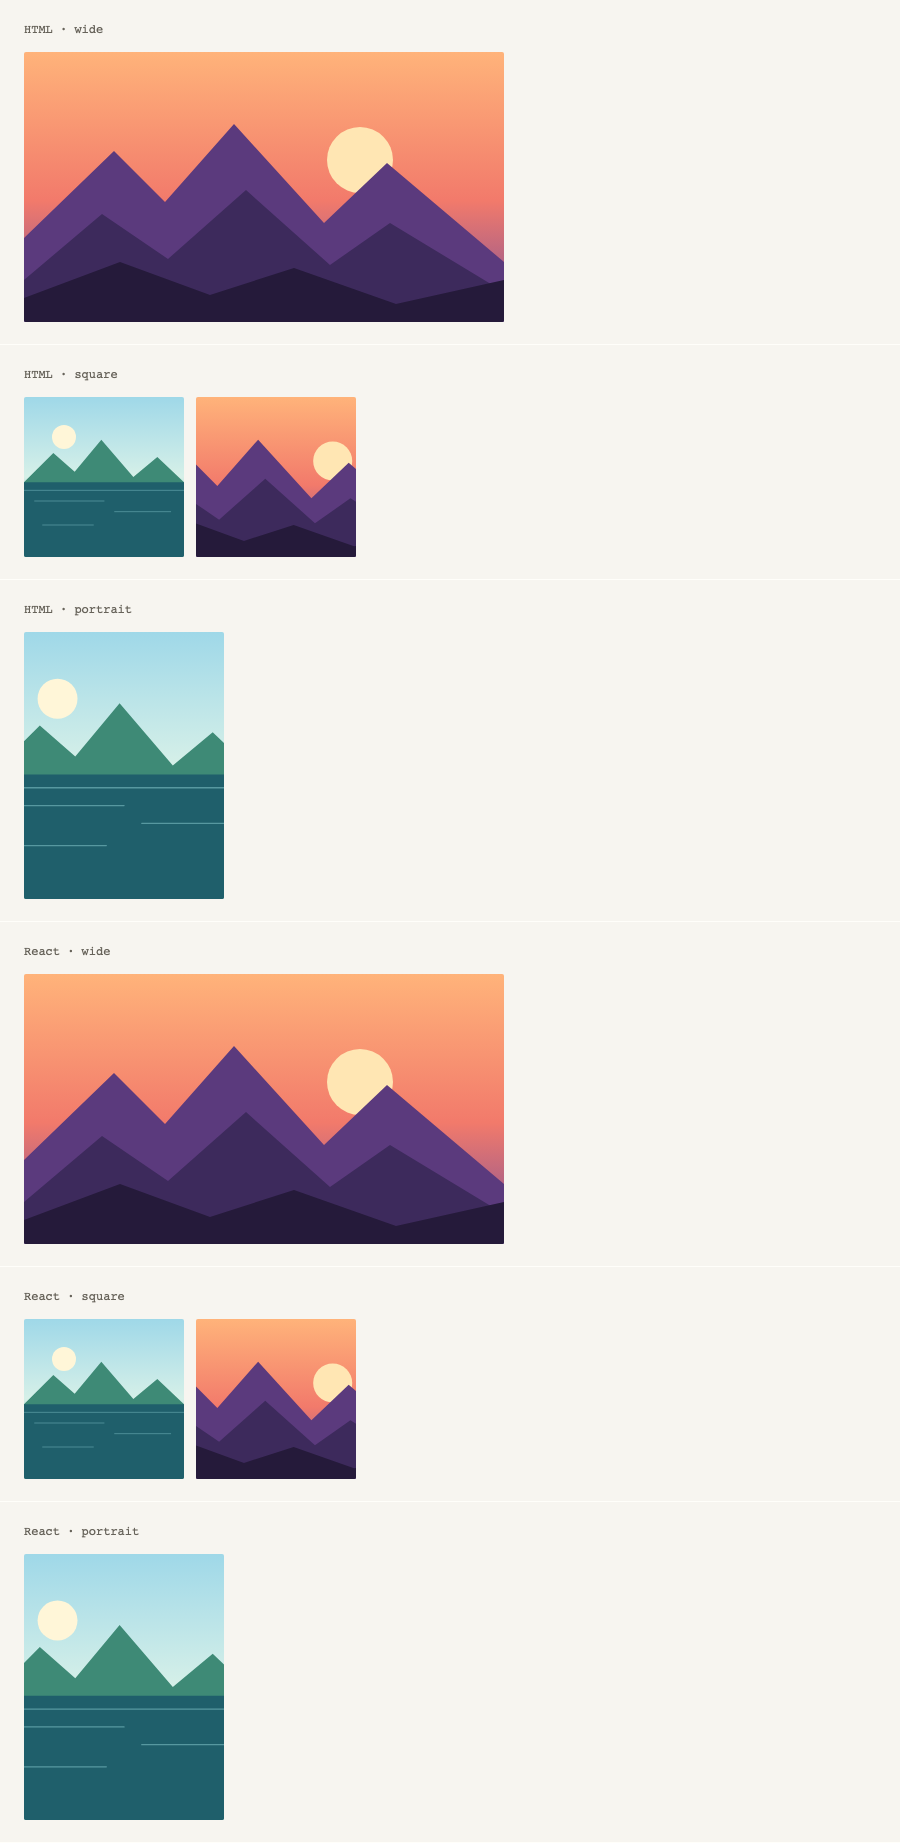 HTML · wide
HTML · square
HTML · portrait
React · wide
React · square
React · portrait